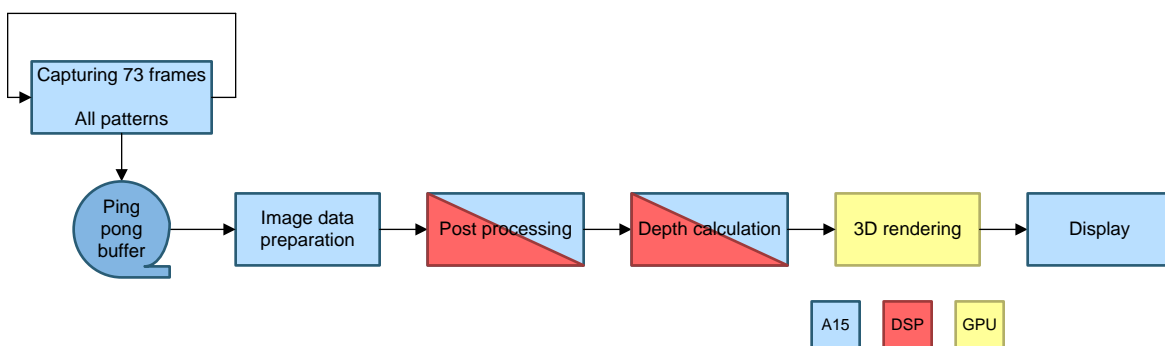 Capturing 73 frames
All patterns
Ping
pong
buffer
Image data
preparation
Post processing
Depth calculation
3D rendering
Display
A15
DSP
GPU